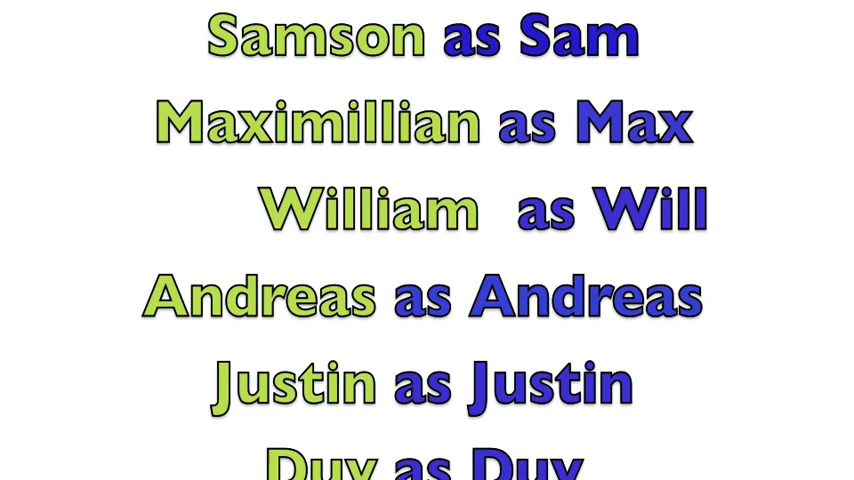 Samson as Sam
Maximillian as Max
William as Will
Andreas as Andreas
Justin as Justin
Duy as Duy